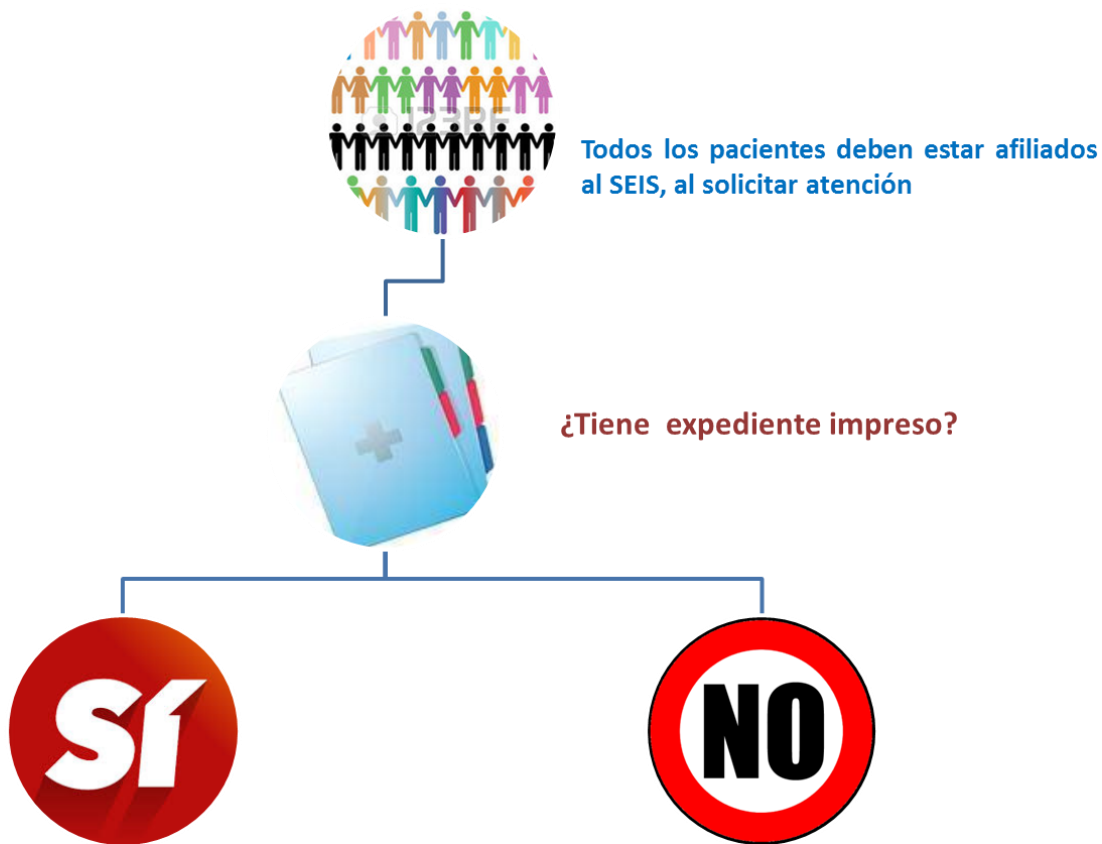 Todos los pacientes deben estar afiliados
al SEIS, al solicitar atención
¿Tiene expediente impreso?
SÍ
NO